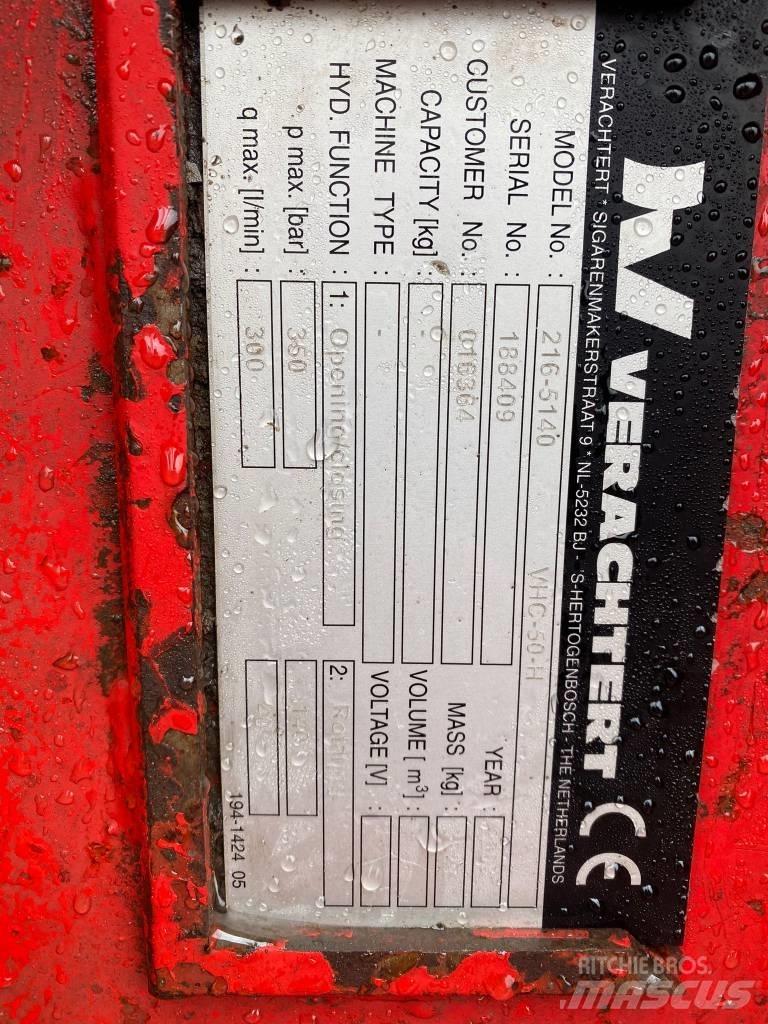 VERACHTERT CE
VERACHTERT * SIGARENMAKERSTRAAT 9 * NL-5232 BJ - S-HERTOGENBOSCH - THE NETHERLANDS
MODEL No. : 216-5140 VHC-50-H
SERIAL No. : 188409 YEAR :
CUSTOMER No. : 016364 MASS [kg] :
CAPACITY [kg] : - VOLUME [ m³] :
MACHINE TYPE : - VOLTAGE [V] :
HYD. FUNCTION : 1: Opening/closing 2:
p max. [bar] : 350
q max. [l/min] : 300
194-1424 05
RITCHIE BROS.
MASCUS